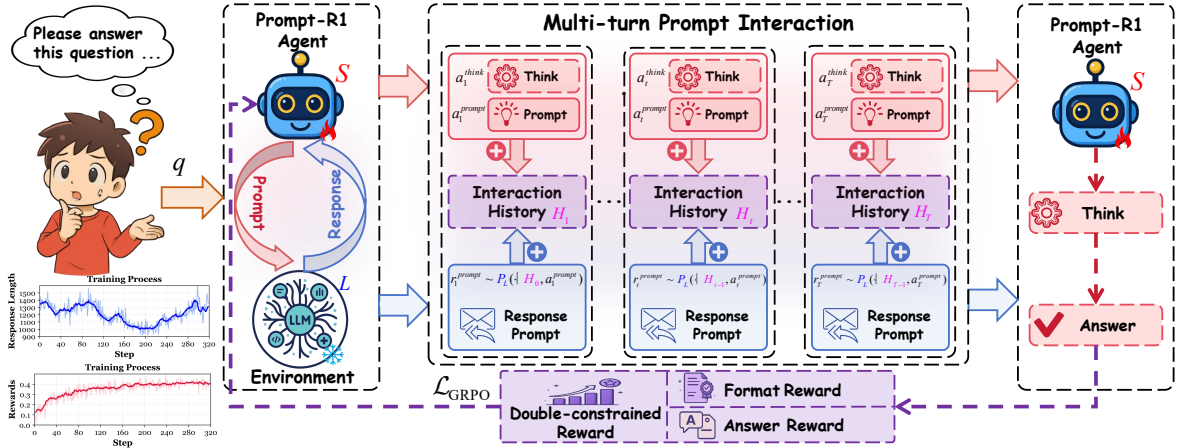 Please answer
this question ...
q
Training Process
Response Length
1500
1400
1300
1200
1100
1000
900
0 40 80 120 160 200 240 280 320
Step
Training Process
Rewards
0.4
0.3
0.2
0.1
0.0
0 40 80 120 160 200 240 280 320
Step
Prompt-R1
Agent
S
Prompt
Response
L
LLM
Environment
Multi-turn Prompt Interaction
a_1^{think} Think
a_1^{prompt} Prompt
Interaction
History H_1
r_1^{prompt} ~ P_L(·| H_0, a_1^{prompt})
Response
Prompt
...
a_t^{think} Think
a_t^{prompt} Prompt
Interaction
History H_t
r_t^{prompt} ~ P_L(·| H_{t-1}, a_t^{prompt})
Response
Prompt
...
a_T^{think} Think
a_T^{prompt} Prompt
Interaction
History H_T
r_T^{prompt} ~ P_L(·| H_{T-1}, a_T^{prompt})
Response
Prompt
Prompt-R1
Agent
S
Think
Answer
L_GRPO
Double-constrained
Reward
Format Reward
A
Answer Reward